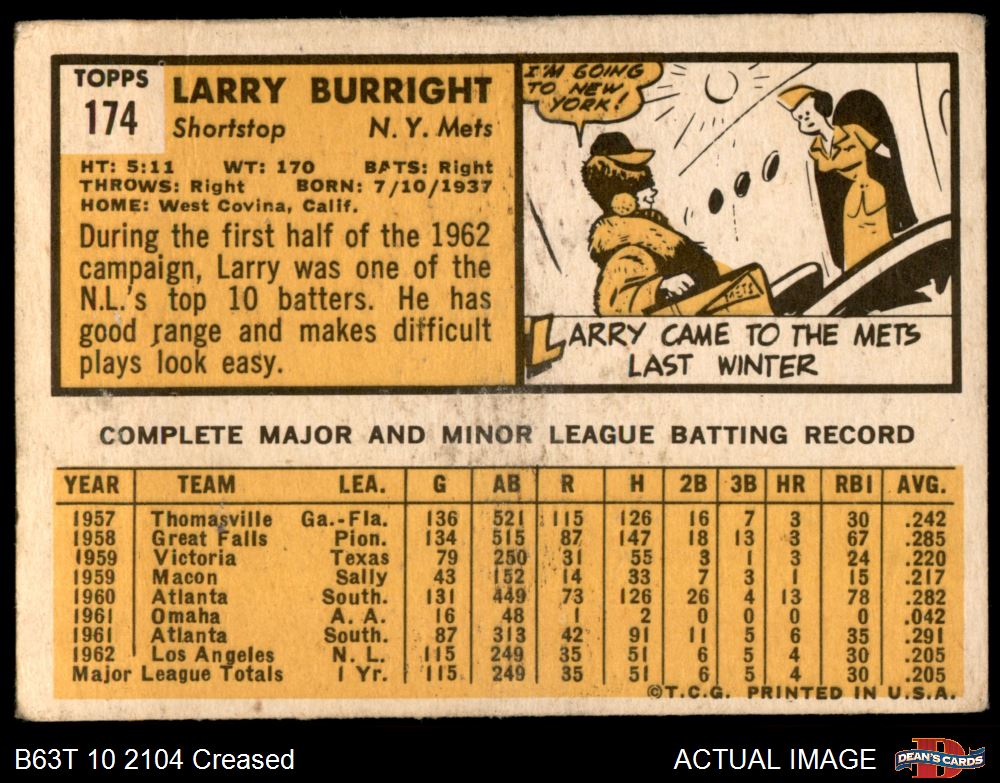 TOPPS
174
LARRY BURRIGHT
Shortstop N. Y. Mets
HT: 5:11 WT: 170 BATS: Right
THROWS: Right BORN: 7/10/1937
HOME: West Covina, Calif.
During the first half of the 1962
campaign, Larry was one of the
N.L.'s top 10 batters. He has
good range and makes difficult
plays look easy.
I'M GOING
TO NEW
YORK!
METS
LARRY CAME TO THE METS
LAST WINTER
COMPLETE MAJOR AND MINOR LEAGUE BATTING RECORD
YEAR TEAM LEA. G AB R H 2B 3B HR RBI AVG.
1957 Thomasville Ga.-Fla. 136 521 115 126 16 7 3 30 .242
1958 Great Falls Pion. 134 515 87 147 18 13 3 67 .285
1959 Victoria Texas 79 250 31 55 3 1 3 24 .220
1959 Macon Sally 43 152 14 33 7 3 1 15 .217
1960 Atlanta South. 131 449 73 126 26 4 13 78 .282
1961 Omaha A. A. 16 48 1 2 0 0 0 0 .042
1961 Atlanta South. 87 313 42 91 11 5 6 35 .291
1962 Los Angeles N. L. 115 249 35 51 6 5 4 30 .205
Major League Totals 1 Yr. 115 249 35 51 6 5 4 30 .205
©T.C.G. PRINTED IN U.S.A.
B63T 10 2104 Creased
ACTUAL IMAGE
D
DEAN'S CARDS